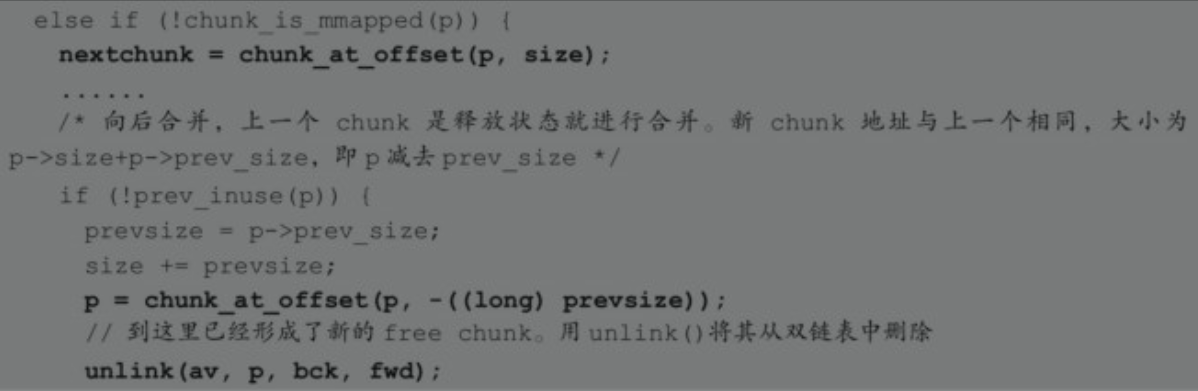 else if (!chunk_is_mmapped(p)) {
nextchunk = chunk_at_offset(p, size);
......
/* 向后合并，上一个 chunk 是释放状态就进行合并。新 chunk 地址与上一个相同，大小为
p->size+p->prev_size，即 p 减去 prev_size */
if (!prev_inuse(p)) {
prevsize = p->prev_size;
size += prevsize;
p = chunk_at_offset(p, -((long) prevsize));
// 到这里已经形成了新的 free chunk。用 unlink()将其从双链表中删除
unlink(av, p, bck, fwd);